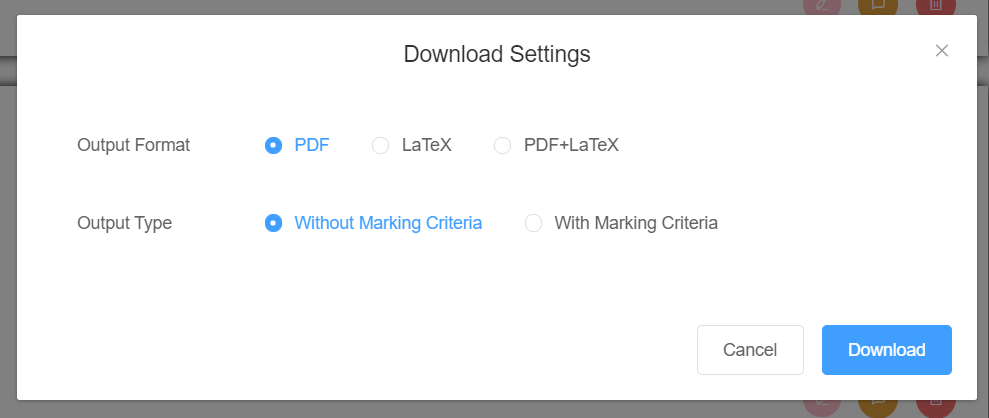 Download Settings
Output Format PDF LaTeX PDF+LaTeX
Output Type Without Marking Criteria With Marking Criteria
Cancel Download